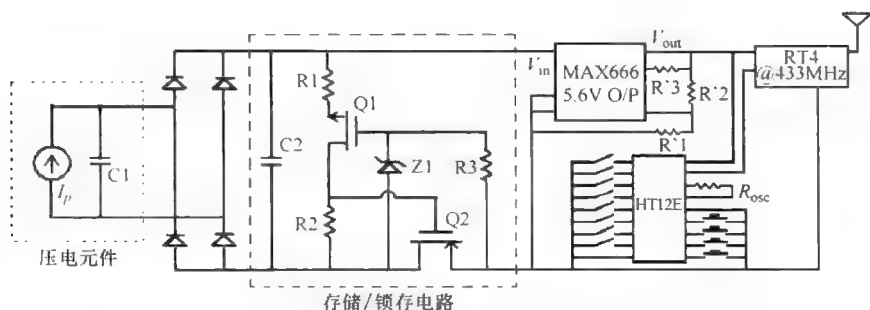 I_p
C1
压电元件
C2
R1
Q1
Z1
R2
R3
Q2
存储/锁存电路
V_in
MAX666
5.6V O/P
V_out
R`3
R`2
R`1
RT4
@433MHz
HT12E
R_osc